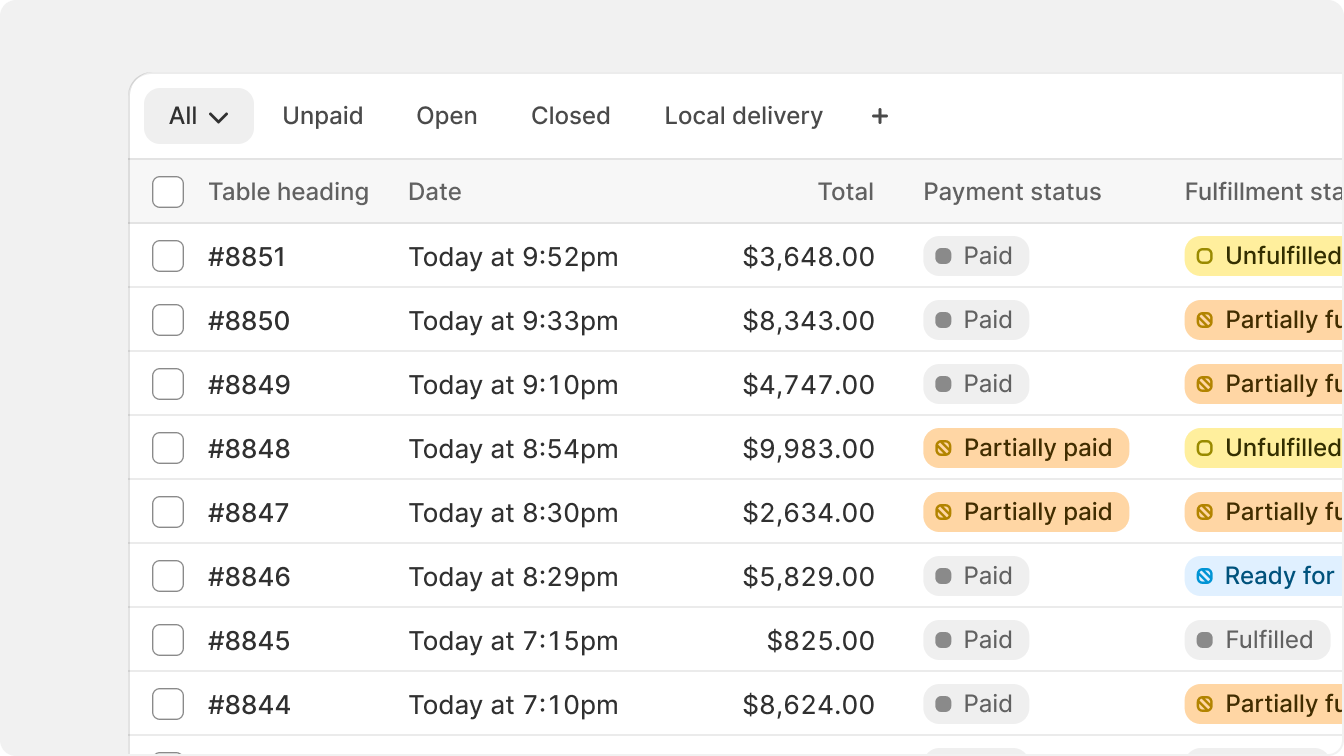 All Unpaid Open Closed Local delivery +
Table heading Date Total Payment status Fulfillment
#8851 Today at 9:52pm $3,648.00 Paid Unfulfilled
#8850 Today at 9:33pm $8,343.00 Paid Partially
#8849 Today at 9:10pm $4,747.00 Paid Partially
#8848 Today at 8:54pm $9,983.00 Partially paid Unfulfilled
#8847 Today at 8:30pm $2,634.00 Partially paid Partially
#8846 Today at 8:29pm $5,829.00 Paid Ready for
#8845 Today at 7:15pm $825.00 Paid Fulfilled
#8844 Today at 7:10pm $8,624.00 Paid Partially